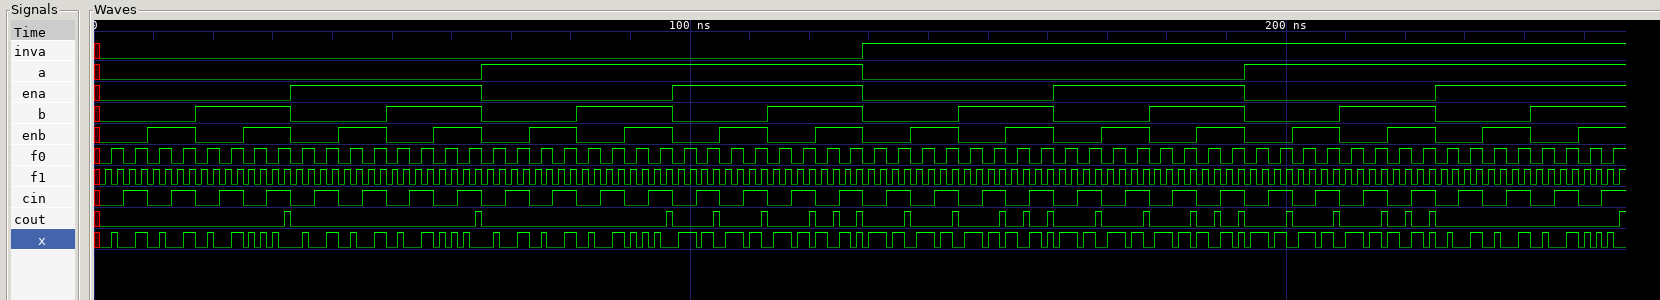 Signals
Waves
Time
0
100 ns
200 ns
inva
a
ena
b
enb
f0
f1
cin
cout
x